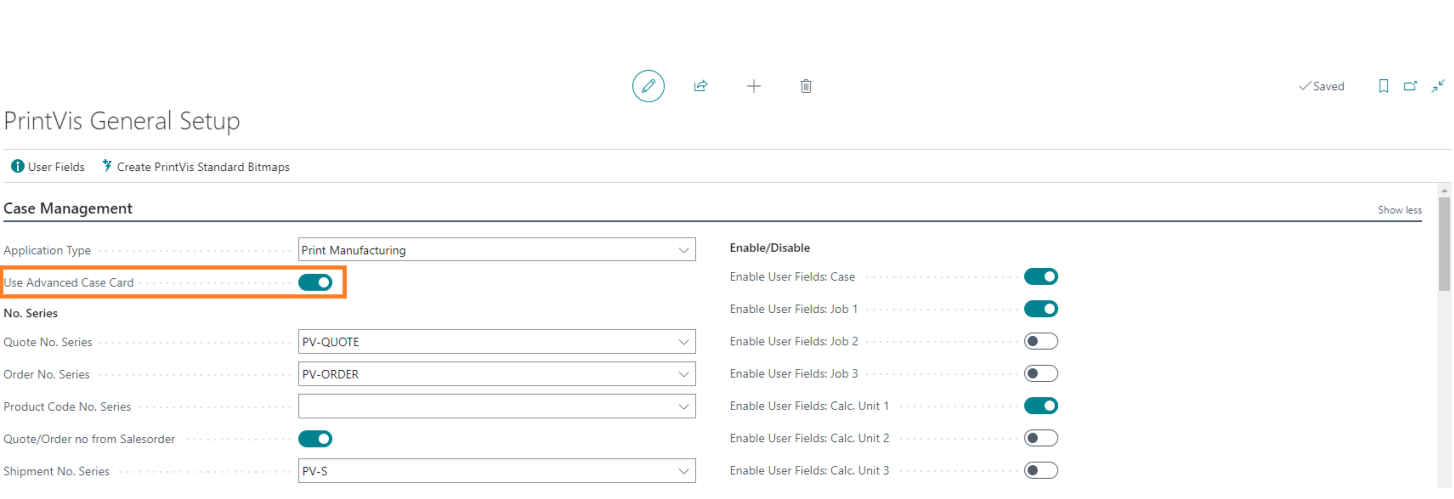 Saved
PrintVis General Setup
User Fields Create PrintVis Standard Bitmaps
Case Management
Show less
Application Type
Print Manufacturing
Use Advanced Case Card
No. Series
Quote No. Series
PV-QUOTE
Order No. Series
PV-ORDER
Product Code No. Series
Quote/Order no from Salesorder
Shipment No. Series
PV-S
Enable/Disable
Enable User Fields: Case
Enable User Fields: Job 1
Enable User Fields: Job 2
Enable User Fields: Job 3
Enable User Fields: Calc. Unit 1
Enable User Fields: Calc. Unit 2
Enable User Fields: Calc. Unit 3